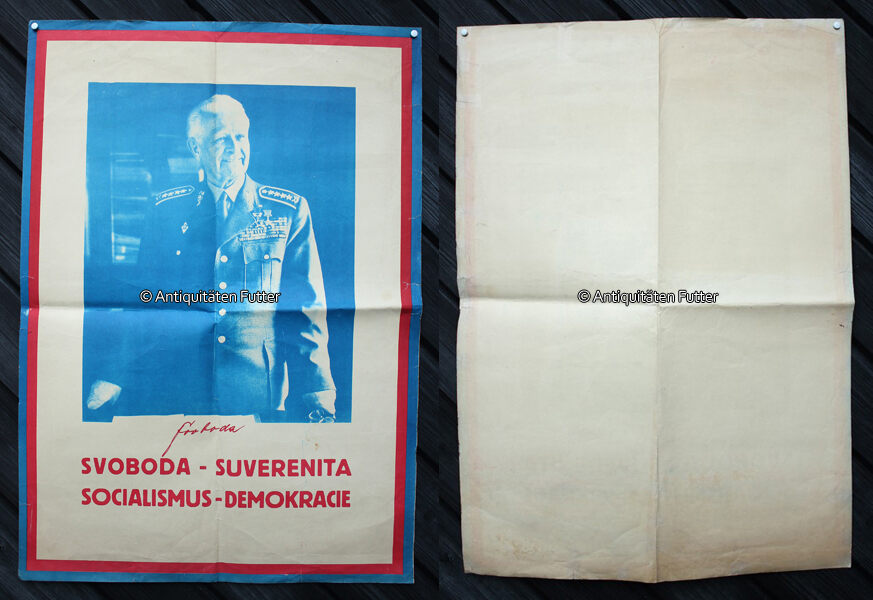 © Antiquitäten Futter
Svoboda
SVOBODA - SUVERENITA
SOCIALISMUS - DEMOKRACIE
© Antiquitäten Futter